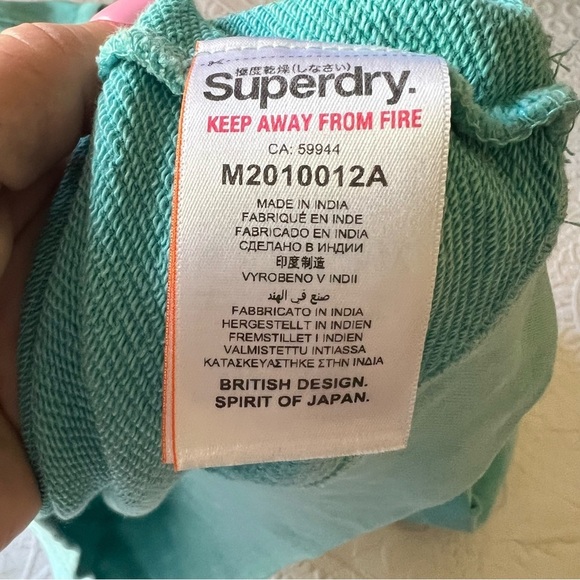 極度乾燥(しなさい)
Superdry.
KEEP AWAY FROM FIRE
CA: 59944
M2010012A
MADE IN INDIA
FABRIQUÉ EN INDE
FABRICADO EN INDIA
СДЕЛАНО В ИНДИИ
印度制造
VYROBENO V INDII
صنع في الهند
FABBRICATO IN INDIA
HERGESTELLT IN INDIEN
FREMSTILLET I INDIEN
VALMISTETTU INTIASSA
ΚΑΤΑΣΚΕΥΑΣΤΗΚΕ ΣΤΗΝ ΙΝΔΙΑ
BRITISH DESIGN.
SPIRIT OF JAPAN.